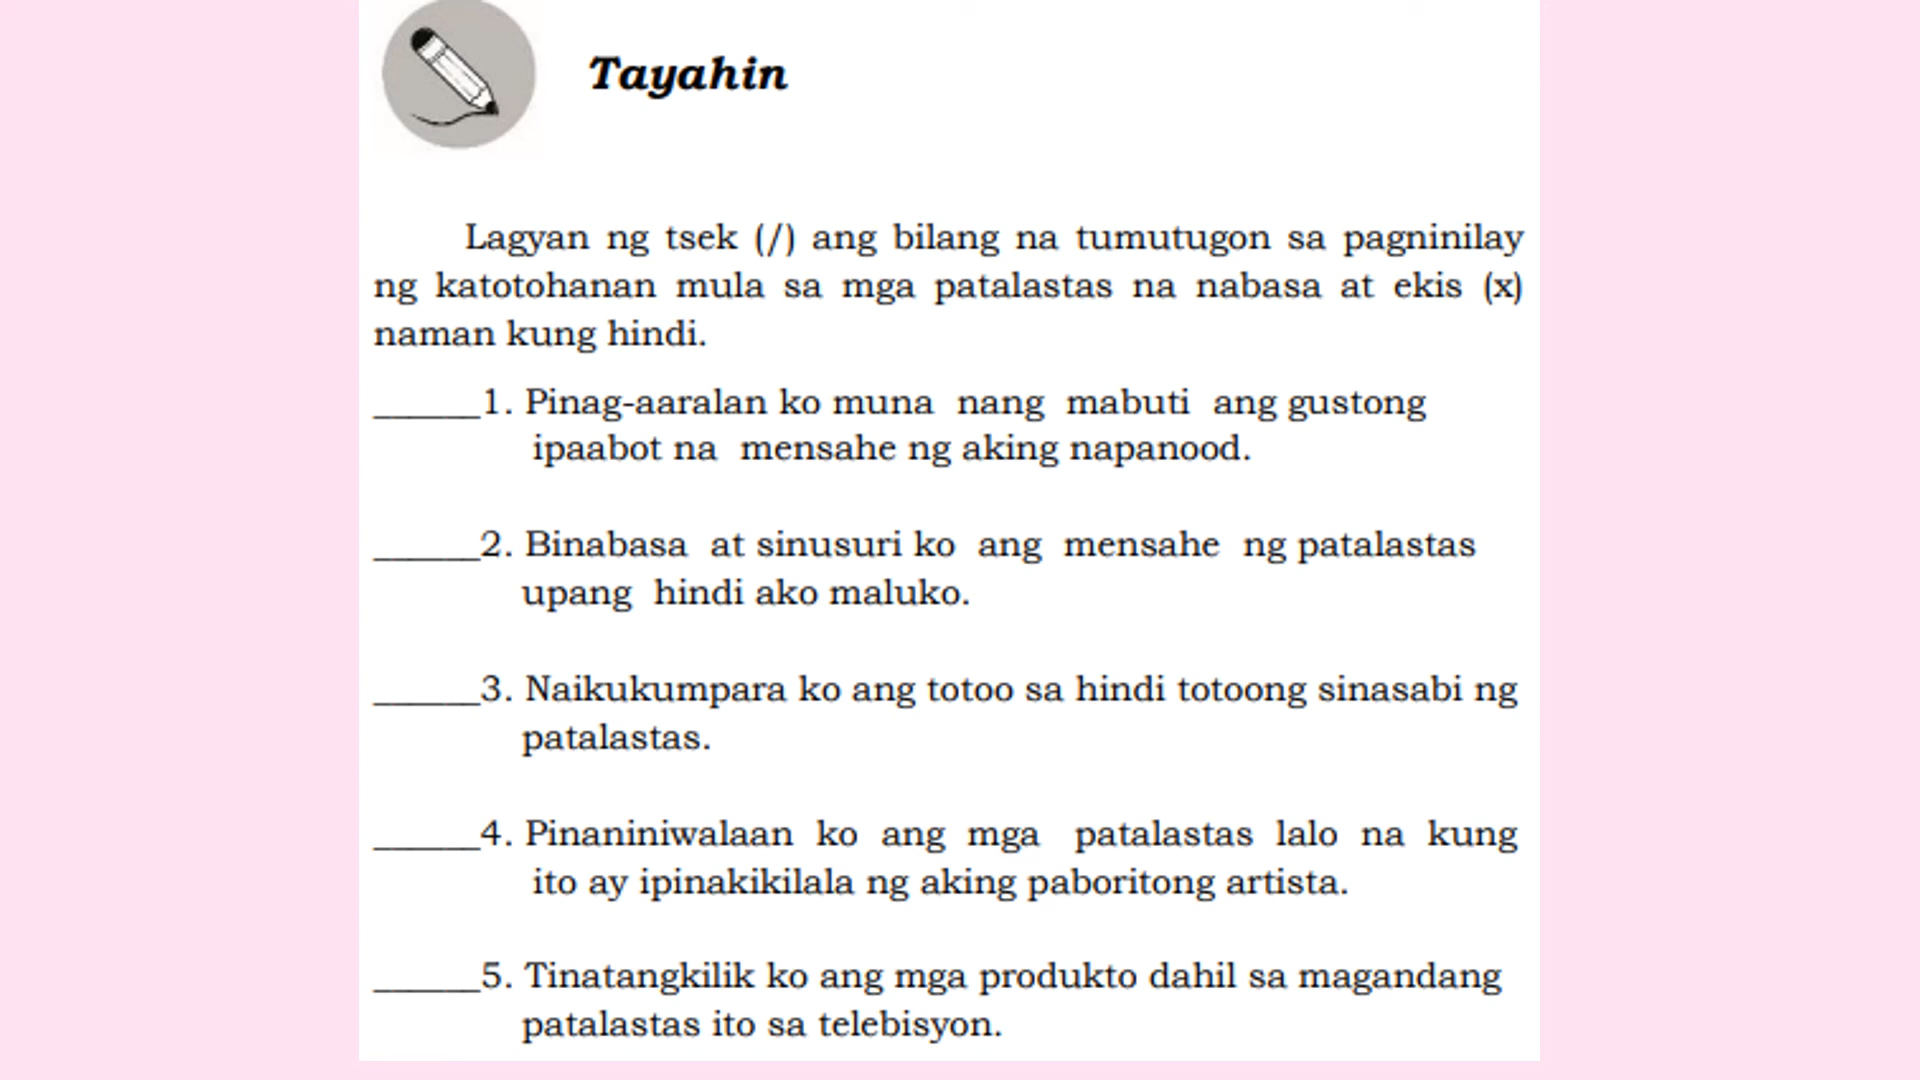 Tayahin
Lagyan ng tsek (/) ang bilang na tumutugon sa pagninilay
ng katotohanan mula sa mga patalastas na nabasa at ekis (x)
naman kung hindi.
______1. Pinag-aaralan ko muna nang mabuti ang gustong
ipaabot na mensahe ng aking napanood.
______2. Binabasa at sinusuri ko ang mensahe ng patalastas
upang hindi ako maluko.
______3. Naikukumpara ko ang totoo sa hindi totoong sinasabi ng
patalastas.
______4. Pinaniniwalaan ko ang mga patalastas lalo na kung
ito ay ipinakikilala ng aking paboritong artista.
______5. Tinatangkilik ko ang mga produkto dahil sa magandang
patalastas ito sa telebisyon.